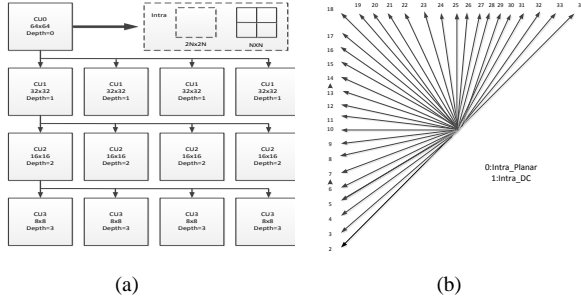 CU0
64x64
Depth=0
Intra
2Nx2N
NXN
CU1
32x32
Depth=1
CU1
32x32
Depth=1
CU1
32x32
Depth=1
CU1
32x32
Depth=1
CU2
16x16
Depth=2
CU2
16x16
Depth=2
CU2
16x16
Depth=2
CU2
16x16
Depth=2
CU3
8x8
Depth=3
CU3
8x8
Depth=3
CU3
8x8
Depth=3
CU3
8x8
Depth=3
(a)
18 19 20 21 22 23 24 25 26 27 28 29 30 31 32 33 3
17
16
15
14
13
12
11
10
9
8
7
6
5
4
3
2
0:Intra_Planar
1:Intra_DC
(b)